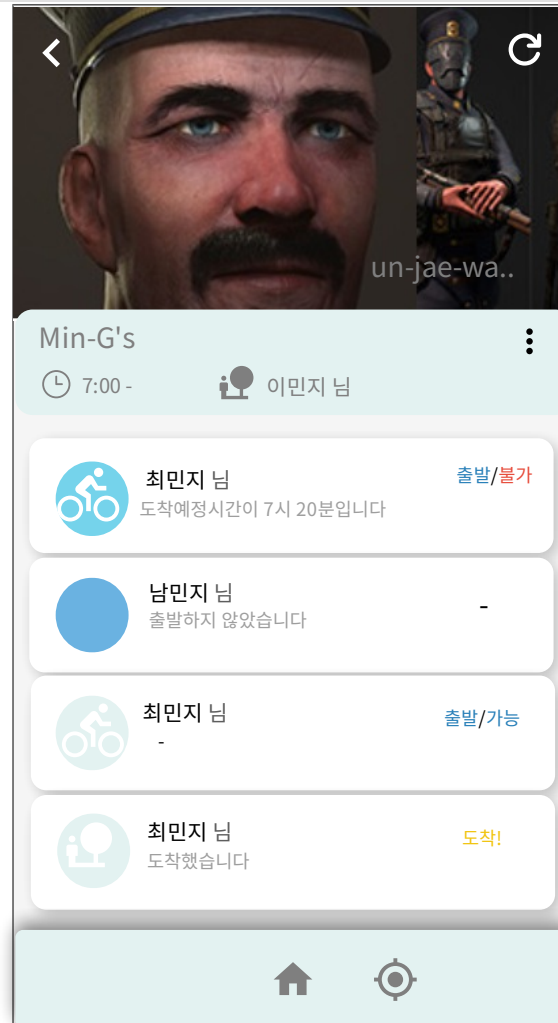 un-jae-wa..
Min-G's
7:00 -
이민지 님
최민지 님
출발/불가
도착예정시간이 7시 20분입니다
남민지 님
-
출발하지 않았습니다
최민지 님
출발/가능
-
최민지 님
도착!
도착했습니다